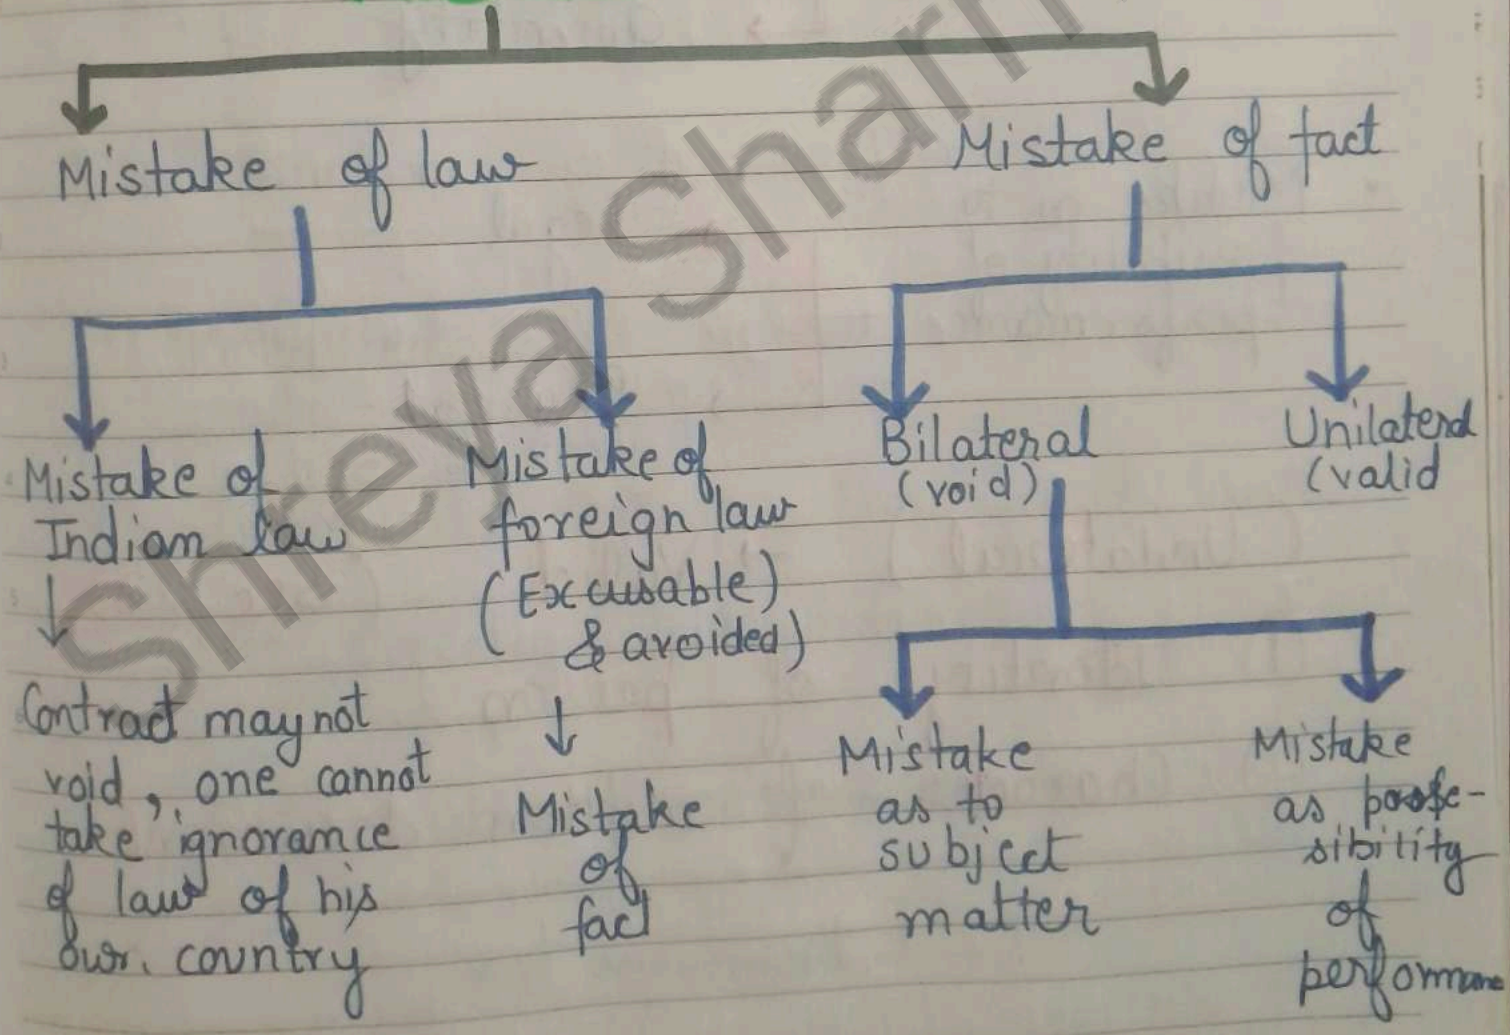 Mistake of law
Mistake of fact
Mistake of
Indian law
Mistake of
foreign law
(Excusable)
( & avoided)
Bilateral
(void)
Unilateral
(valid
Contract may not
void, one cannot
take ignorance
of law of his
own country
Mistake
of
fact
Mistake
as to
subject
matter
Mistake
as possi-
sibility
of
performance
Shreya Sharm